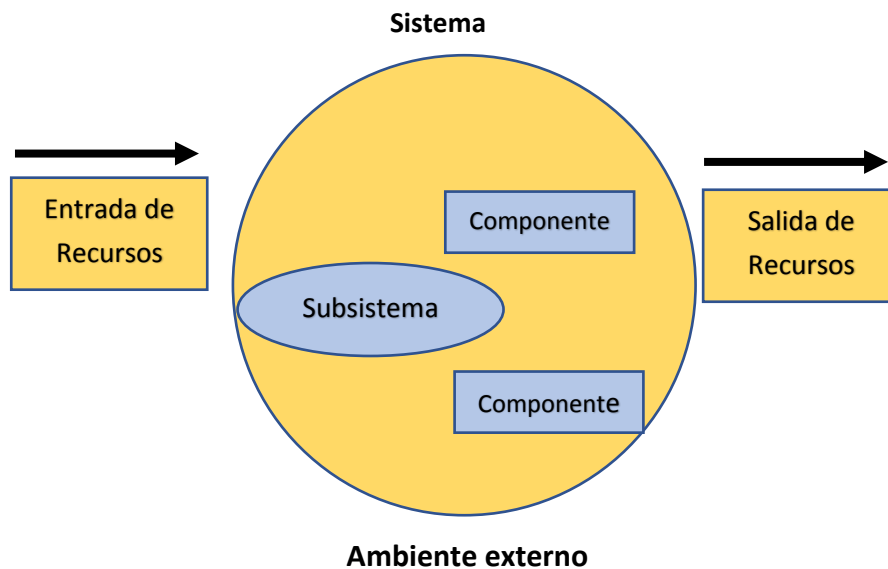 Sistema
Entrada de
Recursos
Componente
Salida de
Recursos
Subsistema
Componente
Ambiente externo